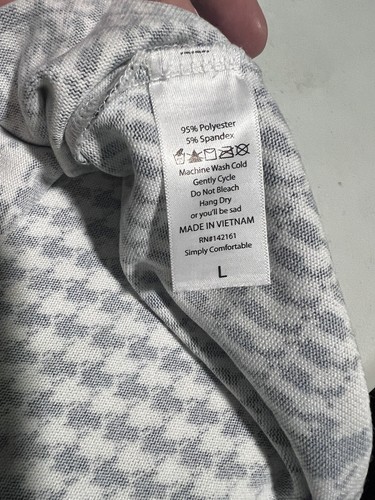 95% Polyester
5% Spandex
Machine Wash Cold
Gently Cycle
Do Not Bleach
Hang Dry
or you'll be sad
MADE IN VIETNAM
RN#142161
Simply Comfortable
L